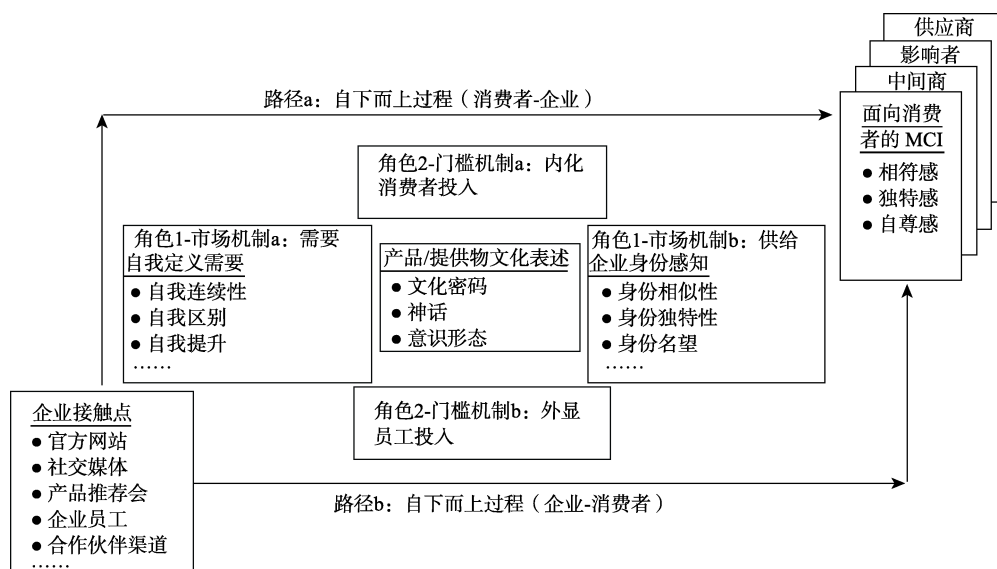 供应商
影响者
中间商
面向消费
者的 MCI
● 相符感
● 独特感
● 自尊感
路径a：自下而上过程（消费者-企业）
角色2-门槛机制a：内化
消费者投入
角色1-市场机制a：需要
自我定义需要
● 自我连续性
● 自我区别
● 自我提升
……
产品/提供物文化表述
● 文化密码
● 神话
● 意识形态
角色1-市场机制b：供给
企业身份感知
● 身份相似性
● 身份独特性
● 身份名望
……
角色2-门槛机制b：外显
员工投入
企业接触点
● 官方网站
● 社交媒体
● 产品推荐会
● 企业员工
● 合作伙伴渠道
……
路径b：自下而上过程（企业-消费者）